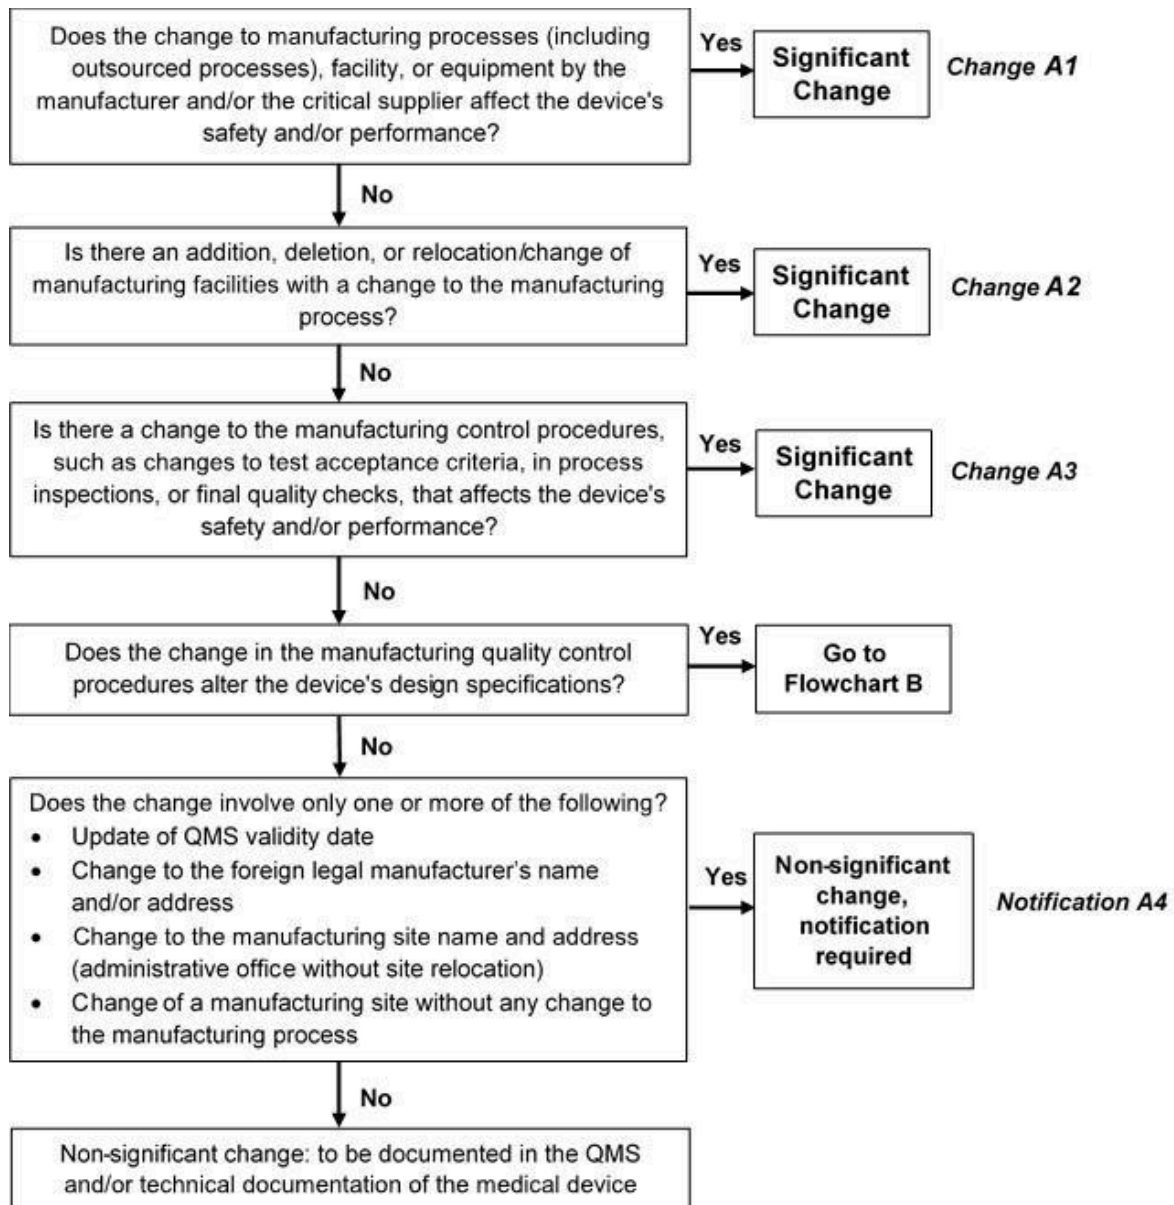 Does the change to manufacturing processes (including
outsourced processes), facility, or equipment by the
manufacturer and/or the critical supplier affect the device's
safety and/or performance?
Yes
Significant
Change
Change A1
No
Is there an addition, deletion, or relocation/change of
manufacturing facilities with a change to the manufacturing
process?
Yes
Significant
Change
Change A2
No
Is there a change to the manufacturing control procedures,
such as changes to test acceptance criteria, in process
inspections, or final quality checks, that affects the device's
safety and/or performance?
Yes
Significant
Change
Change A3
No
Does the change in the manufacturing quality control
procedures alter the device's design specifications?
Yes
Go to
Flowchart B
No
Does the change involve only one or more of the following?
• Update of QMS validity date
• Change to the foreign legal manufacturer's name
and/or address
• Change to the manufacturing site name and address
(administrative office without site relocation)
• Change of a manufacturing site without any change to
the manufacturing process
Yes
Non-significant
change,
notification
required
Notification A4
No
Non-significant change: to be documented in the QMS
and/or technical documentation of the medical device